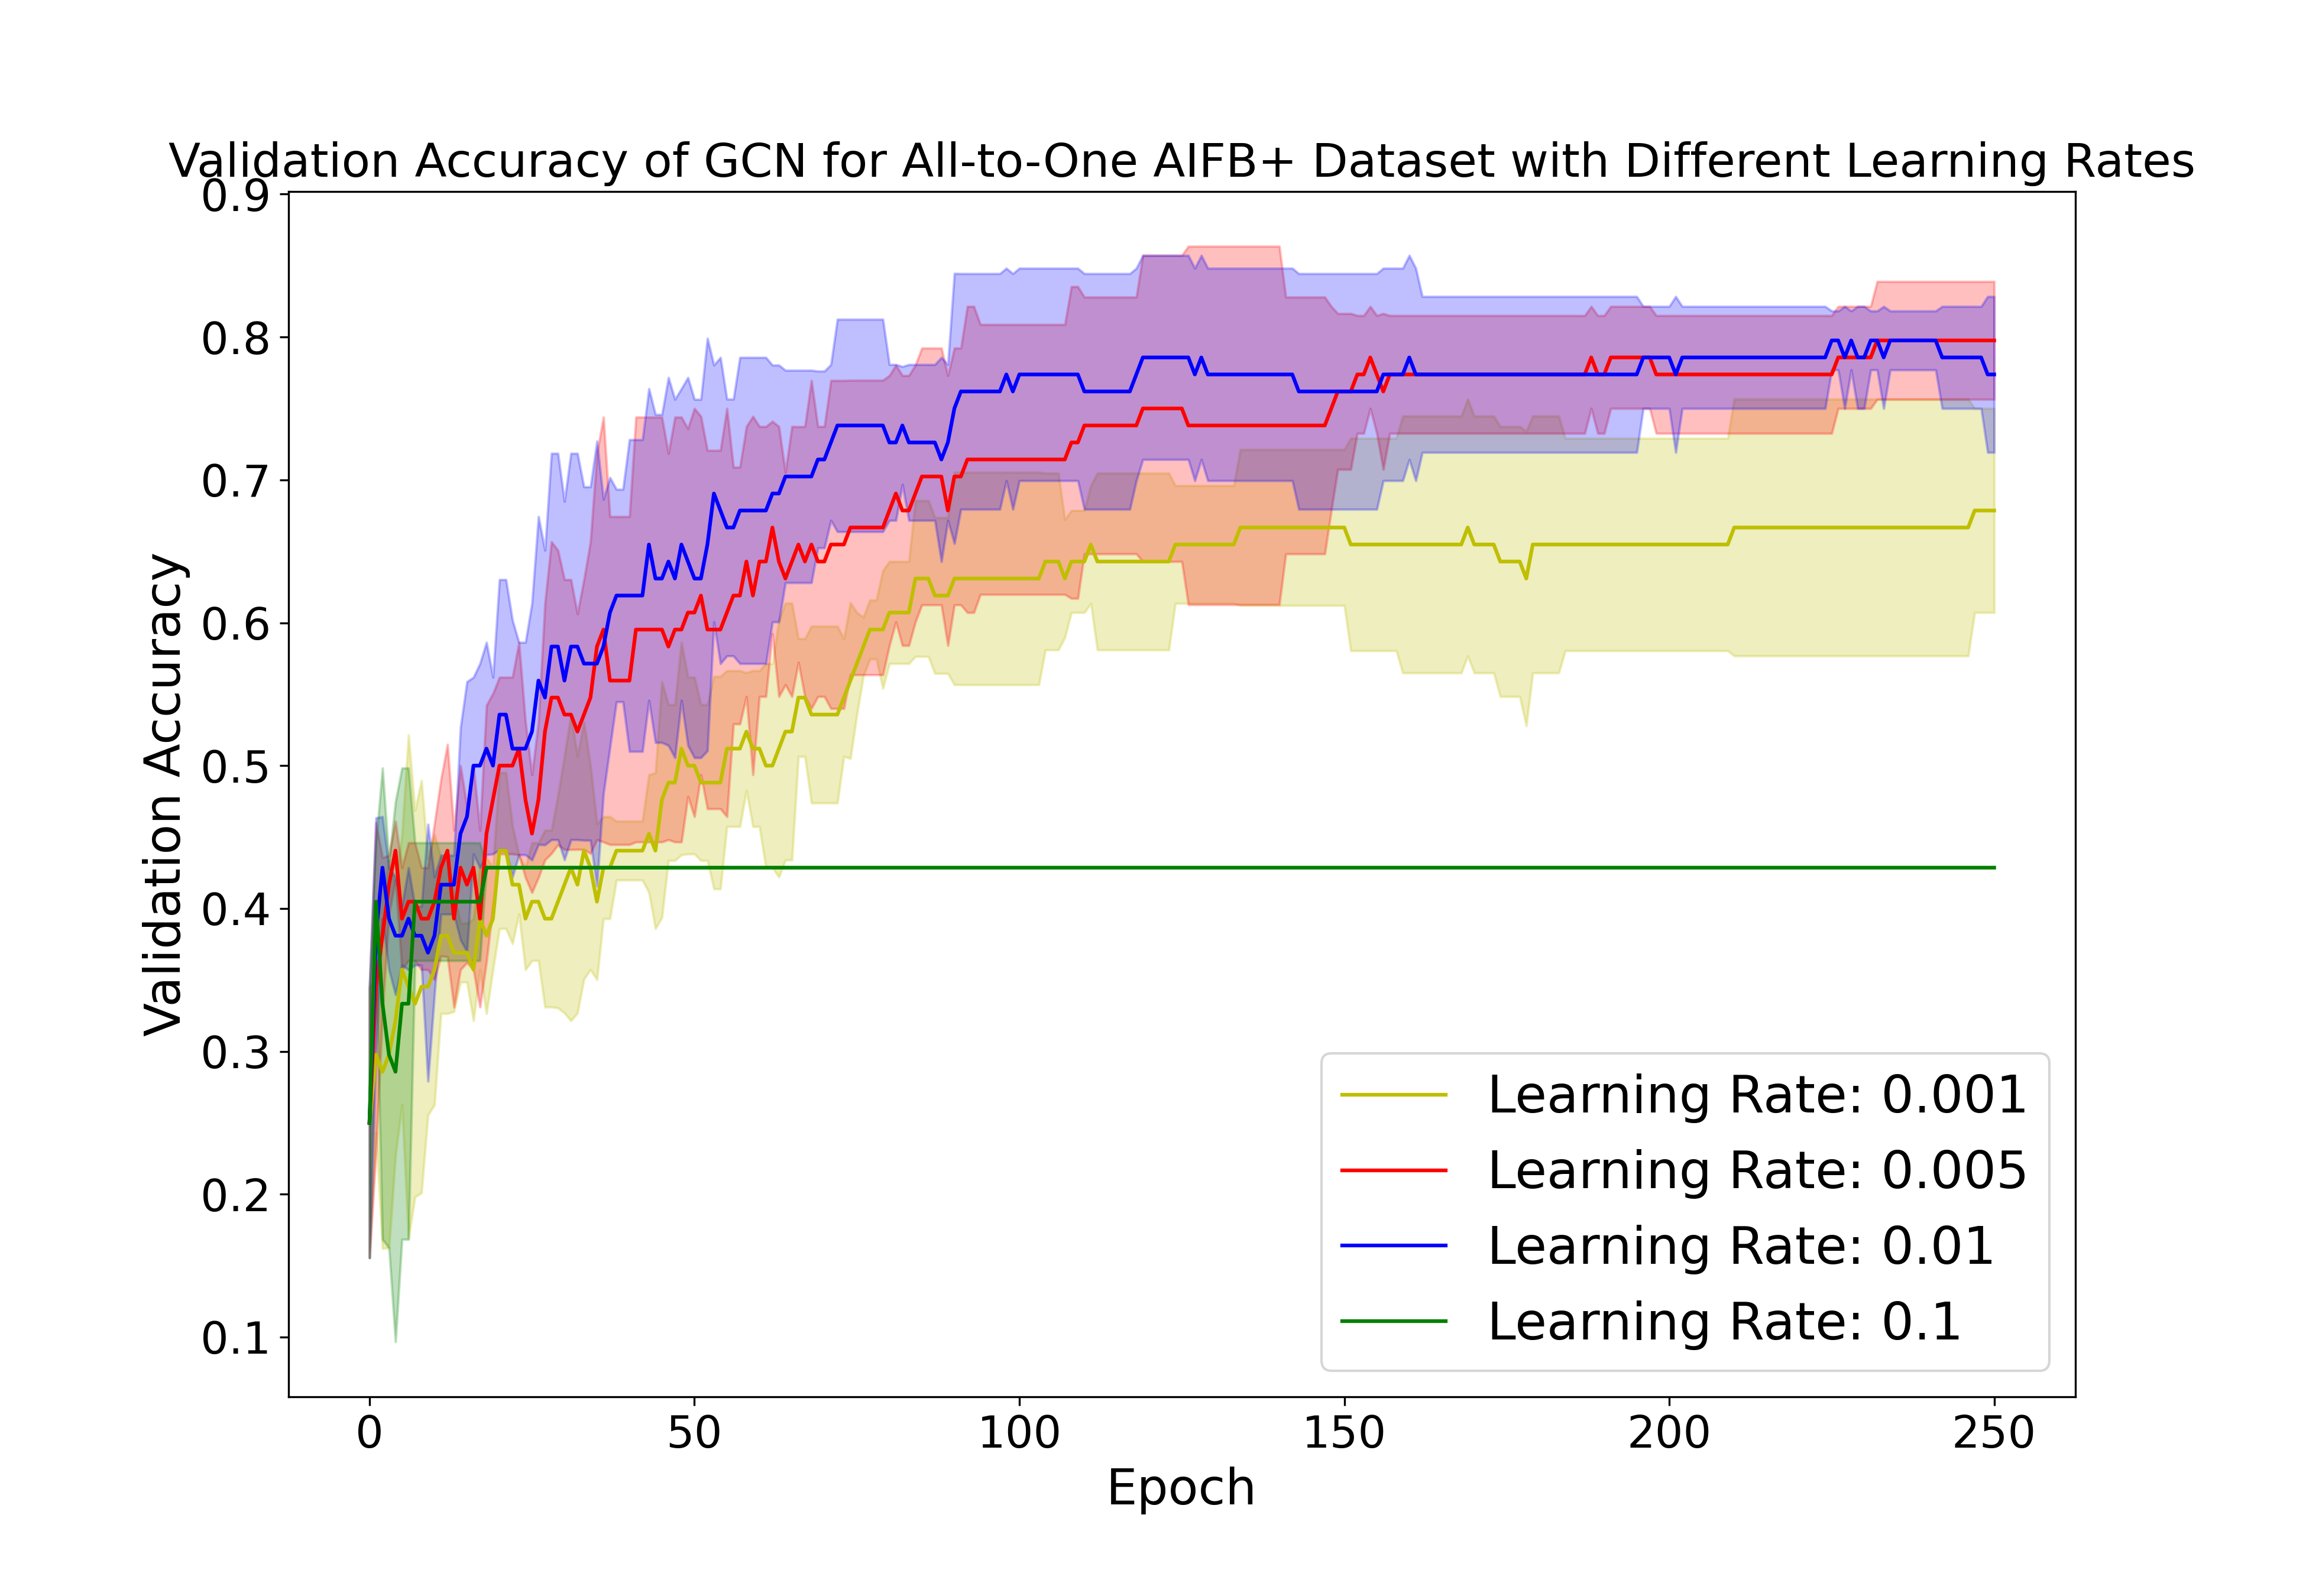 Validation Accuracy of GCN for All-to-One AIFB+ Dataset with Different Learning Rates
0.9
0.8
0.7
0.6
0.5
0.4
0.3
0.2
0.1
Validation Accuracy
Learning Rate: 0.001
Learning Rate: 0.005
Learning Rate: 0.01
Learning Rate: 0.1
0 50 100 150 200 250
Epoch